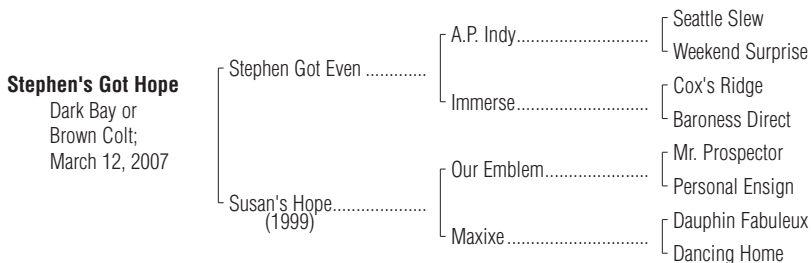 Stephen's Got Hope
Dark Bay or
Brown Colt;
March 12, 2007
Stephen Got Even .............
Susan's Hope....................
(1999)
A.P. Indy............................
Immerse............................
Our Emblem......................
Maxixe..............................
Seattle Slew
Weekend Surprise
Cox's Ridge
Baroness Direct
Mr. Prospector
Personal Ensign
Dauphin Fabuleux
Dancing Home